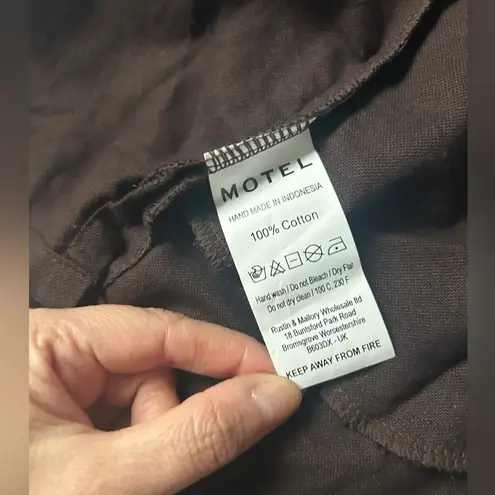 MOTEL
HAND MADE IN INDONESIA
100% Cotton
Hand wash / Do not Bleach / Dry Flat
Do not dry clean / 100 C, 230 F
Rustin & Mallory Wholesale ltd
18 Buntsford Park Road
Bromsgrove Worcestershire
B603DX - UK
KEEP AWAY FROM FIRE